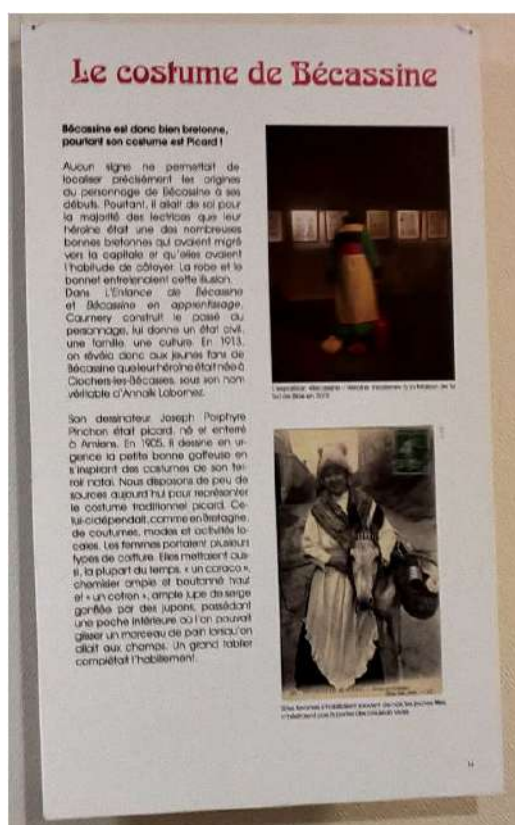 Le costume de Bécassine
Bécassine est donc bien bretonne,
pourtant son costume est Picard !
Aucun signe ne permettait de
localiser précisément les origines
du personnage de Bécassine à ses
débuts. Pourtant, il allait de soi pour
la majorité des lectrices que leur
héroïne était une des nombreuses
bonnes bretonnes qui avaient migré
vers la capitale et qu'elles avaient
l'habitude de côtoyer. La robe et le
bonnet entretenaient cette illusion.
Dans L'Enfance de Bécassine
et Bécassine en apprentissage,
Caumery construit le passé du
personnage, lui donne un état civil,
une famille, une culture. En 1913,
on révéla donc aux jeunes fans de
Bécassine que leur héroïne était née à
Clocher-les-Bécasses, sous son nom
véritable d'Annaïk Labornez.
Son dessinateur Joseph Porphyre
Pinchon était picard, né et enterré
à Amiens. En 1905, il dessine en ur-
gence la petite bonne gaffeuse en
s'inspirant des costumes de son ter-
roir natal. Nous disposons de peu de
sources aujourd'hui pour représenter
le costume traditionnel picard. Ce-
lui-ci dépendait, comme en Bretagne,
de coutumes, modes et activités lo-
cales. Les femmes portaient plusieurs
types de coiffure. Elles mettaient aus-
si, la plupart du temps, « un caraco »,
chemisier ample et boutonné haut
et « un cotron », ample jupe de serge
gonflée par des jupons, possédant
une poche intérieure où l'on pouvait
glisser un morceau de pain lorsqu'on
allait aux champs. Un grand tablier
complétait l'habillement.
14